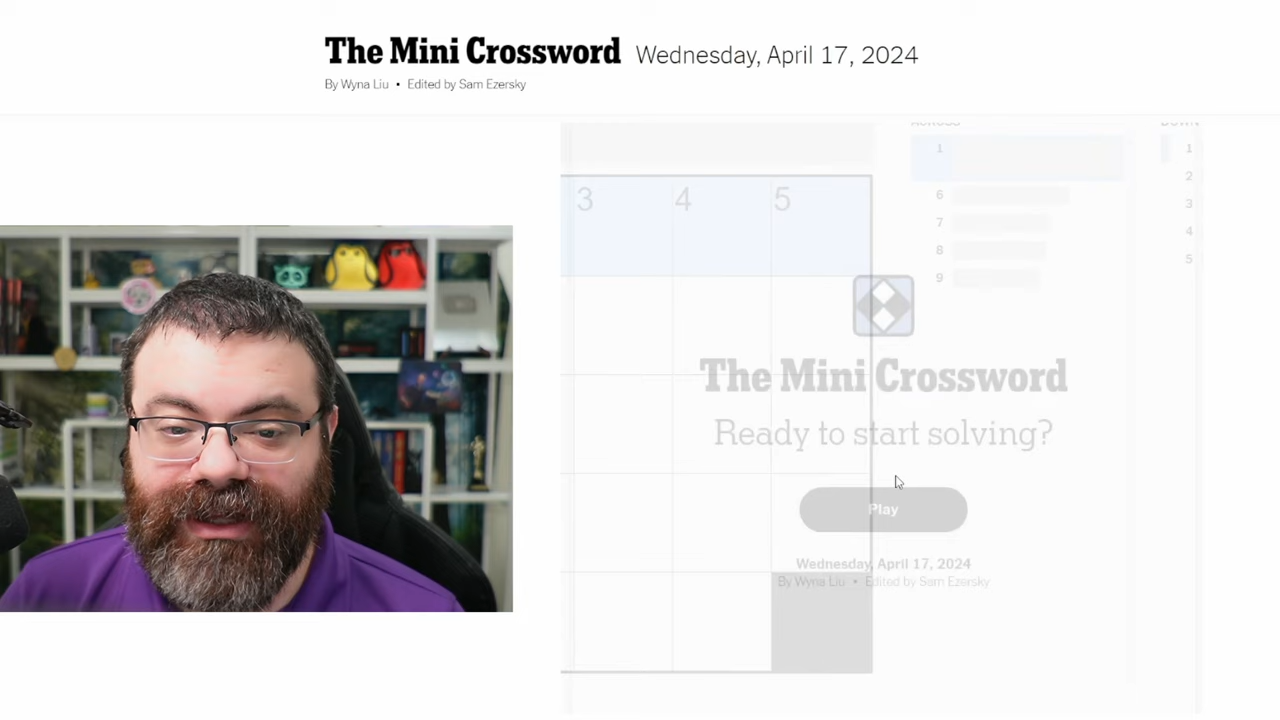 The Mini Crossword Wednesday, April 17, 2024
By Wyna Liu • Edited by Sam Ezersky
ACROSS
DOWN
3 4 5
1
6
7
8
9
1
2
3
4
5
The Mini Crossword
Ready to start solving?
Play
Wednesday, April 17, 2024
By Wyna Liu • Edited by Sam Ezersky